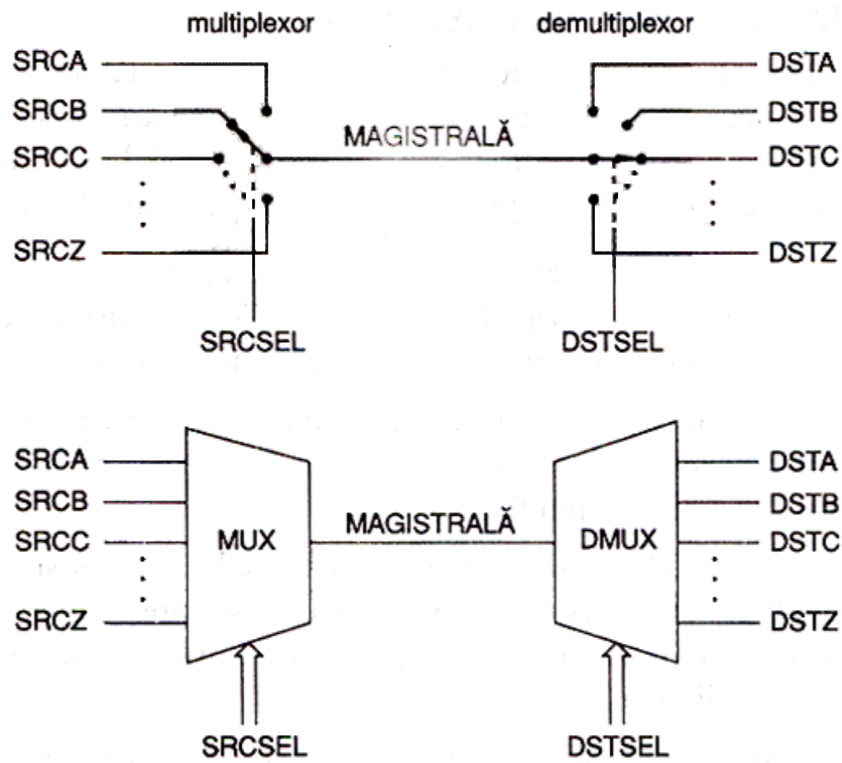 multiplexor demultiplexor
SRCA DSTA
SRCB DSTB
MAGISTRALĂ
SRCC DSTC
SRCZ DSTZ
SRCSEL DSTSEL
SRCA DSTA
SRCB DSTB
MAGISTRALĂ
SRCC MUX DMUX DSTC
SRCZ DSTZ
SRCSEL DSTSEL